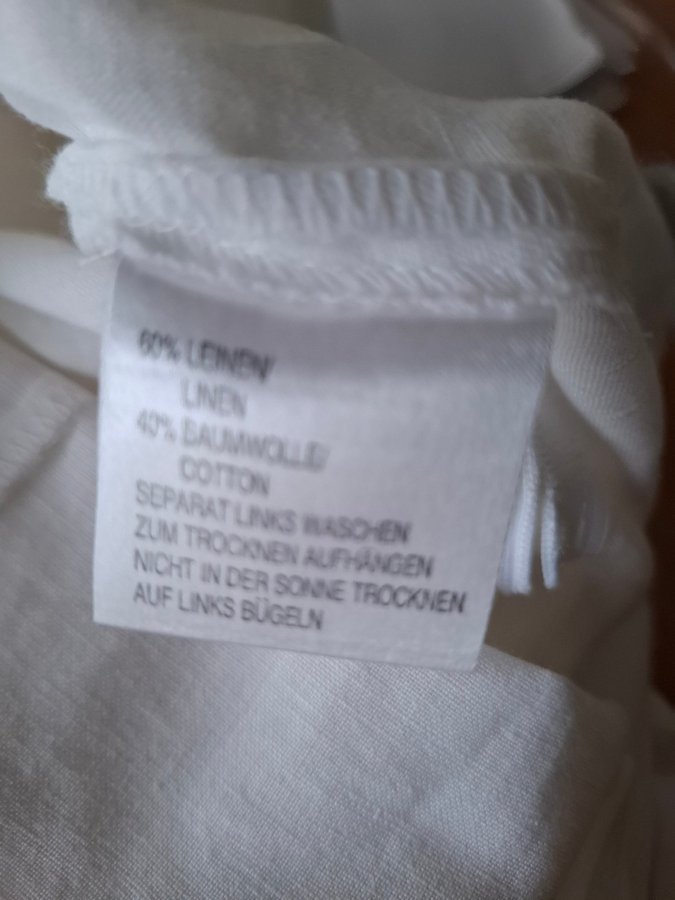 60% LEINEN/
LINEN
40% BAUMWOLLE/
COTTON
SEPARAT LINKS WASCHEN
ZUM TROCKNEN AUFHÄNGEN
NICHT IN DER SONNE TROCKNEN
AUF LINKS BÜGELN